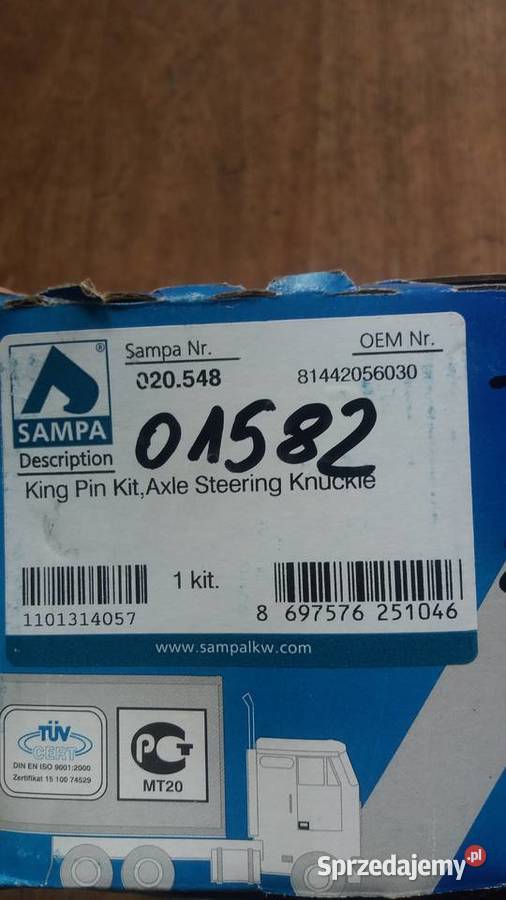 ®
SAMPA
Sampa Nr.
OEM Nr.
020.548
81442056030
01582
Description
King Pin Kit,Axle Steering Knuckle
1 kit.
1101314057
8 697576 251046
www.sampalkw.com
TÜV
CERT
DIN EN ISO 9001:2000
Zertifikat 15 100 74529
PCT
MT20
Sprzedajemy.pl